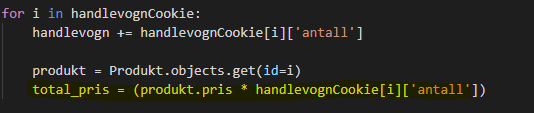 for i in handlevognCookie:
handlevogn += handlevognCookie[i]['antall']
produkt = Produkt.objects.get(id=i)
total_pris = (produkt.pris * handlevognCookie[i]['antall'])